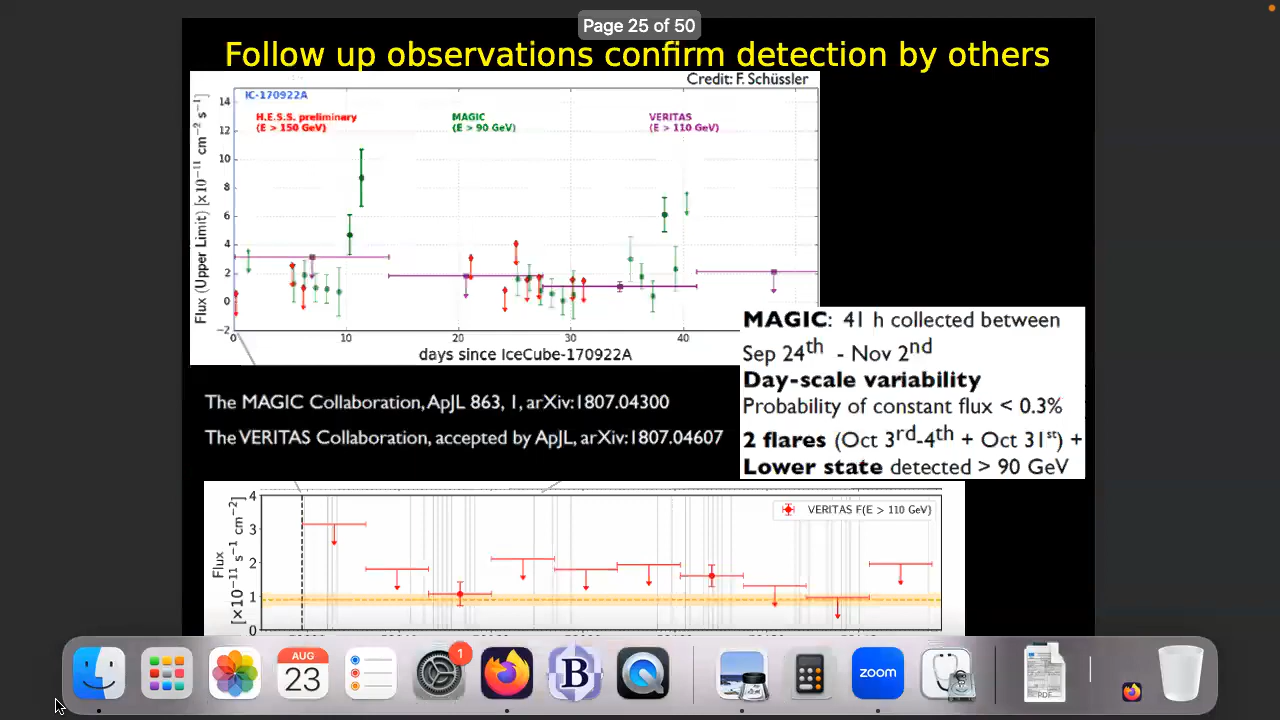 Page 25 of 50
Follow up observations confirm detection by others
Credit: F. Schüssler
IC-170922A
H.E.S.S. preliminary
(E > 150 GeV)
MAGIC
(E > 90 GeV)
VERITAS
(E > 110 GeV)
Flux (Upper Limit) [x10⁻¹¹ cm⁻² s⁻¹]
14
12
10
8
6
4
2
0
−2
0
10
20
30
40
days since IceCube-170922A
MAGIC: 41 h collected between
Sep 24th - Nov 2nd
Day-scale variability
Probability of constant flux < 0.3%
2 flares (Oct 3rd-4th + Oct 31st) +
Lower state detected > 90 GeV
The MAGIC Collaboration, ApJL 863, 1, arXiv:1807.04300
The VERITAS Collaboration, accepted by ApJL, arXiv:1807.04607
Flux
[×10⁻¹¹ s⁻¹ cm⁻²]
4
3
2
1
0
VERITAS F(E > 110 GeV)
AUG
23
1
B
zoom
PDF